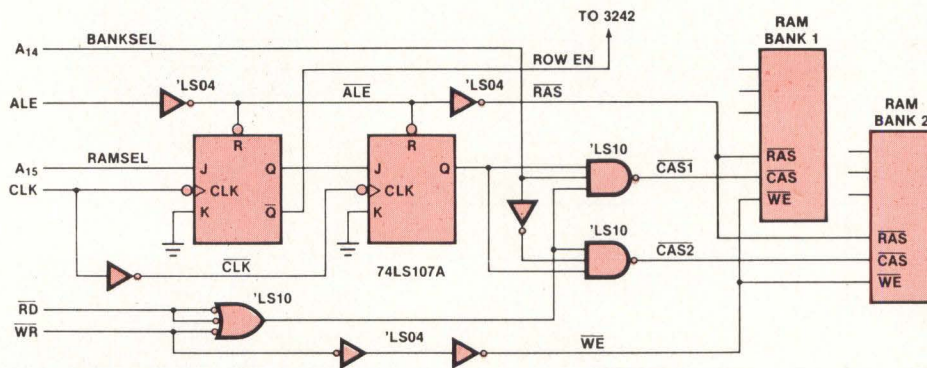 TO 3242
A14
BANKSEL
RAM
BANK 1
ROW EN
'LS04
ALE
ALE
'LS04
RAS
RAM
BANK 2
A15
RAMSEL
R
R
J
Q
J
Q
'LS10
CAS1
RAS
CLK
CLK
CLK
CAS
K
Q
K
WE
'LS10
CAS2
RAS
CLK
74LS107A
CAS
RD
'LS10
WE
WR
'LS04
WE